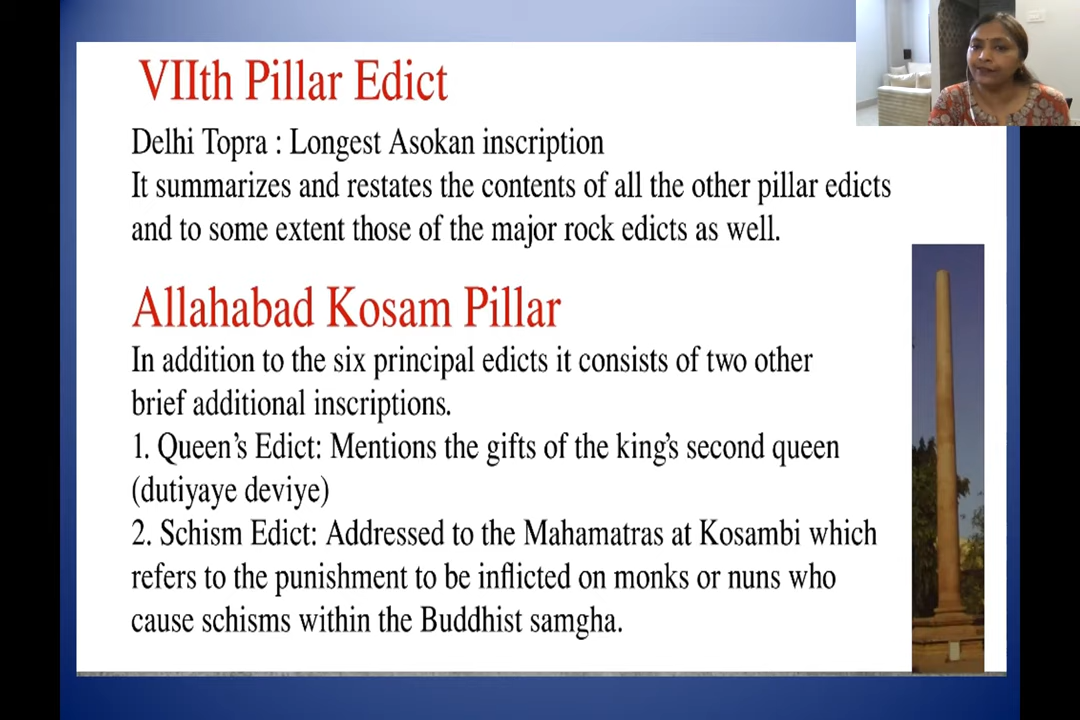 VIIth Pillar Edict
Delhi Topra : Longest Asokan inscription
It summarizes and restates the contents of all the other pillar edicts
and to some extent those of the major rock edicts as well.
Allahabad Kosam Pillar
In addition to the six principal edicts it consists of two other
brief additional inscriptions.
1. Queen’s Edict: Mentions the gifts of the king’s second queen
(dutiyaye deviye)
2. Schism Edict: Addressed to the Mahamatras at Kosambi which
refers to the punishment to be inflicted on monks or nuns who
cause schisms within the Buddhist samgha.